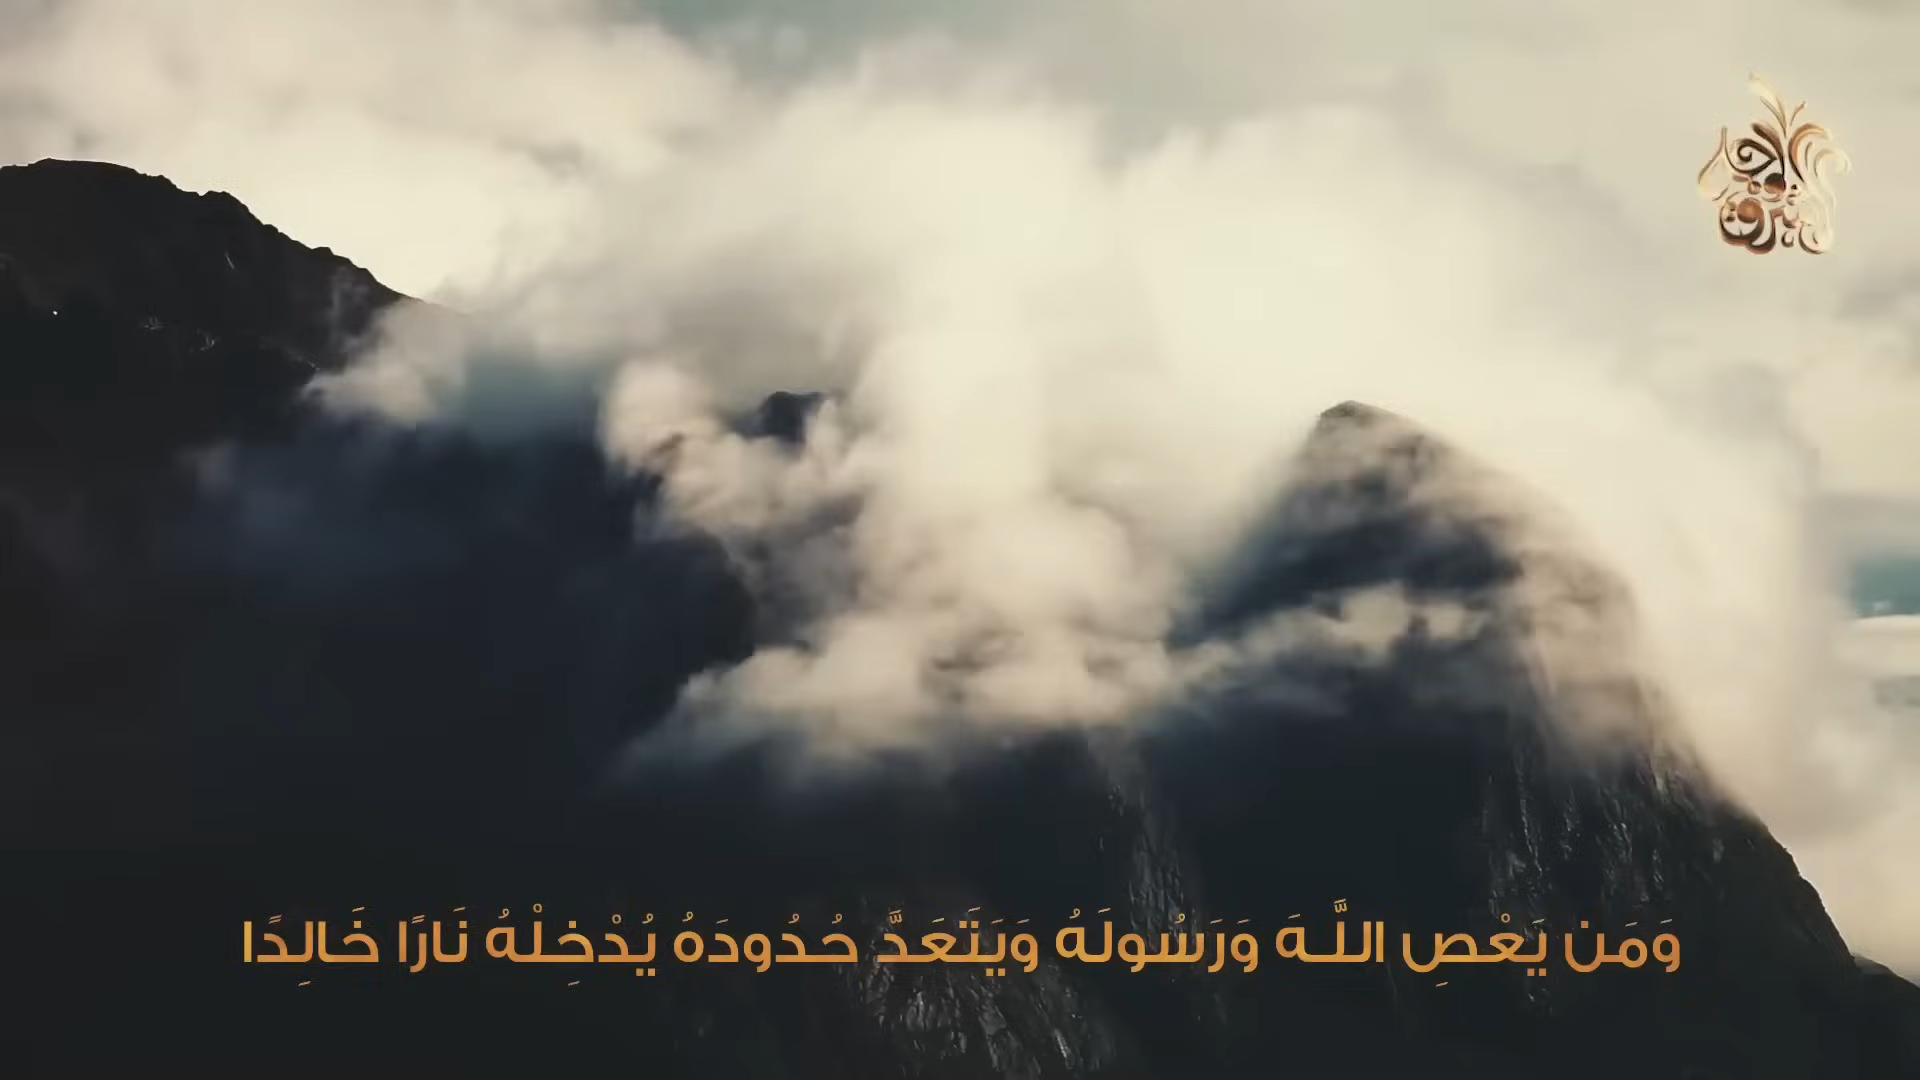 وَمَن يَعْصِ اللَّـهَ وَرَسُولَهُ وَيَتَعَدَّ حُدُودَهُ يُدْخِلْهُ نَارًا خَالِدًا